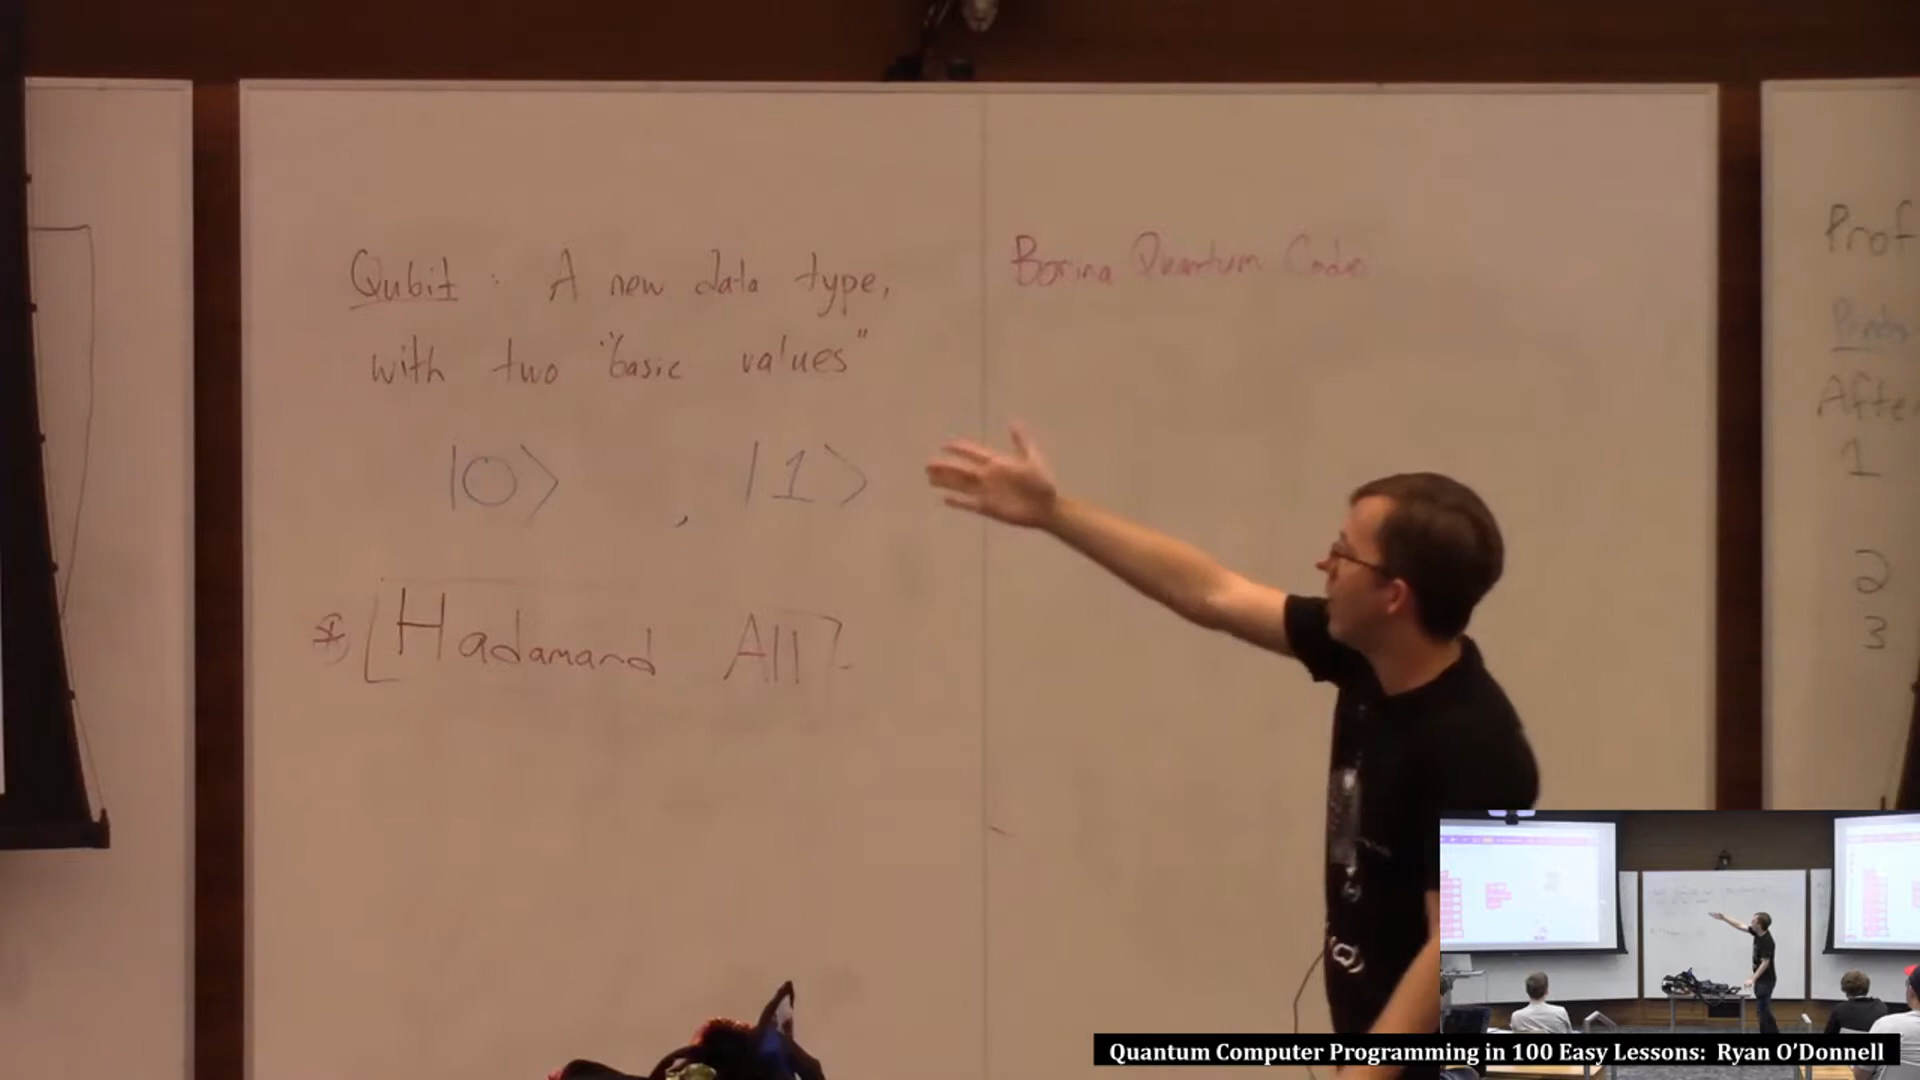 Qubit : A new data type,
with two "basic values"
|0⟩ , |1⟩
* [Hadamard All]
Boring Quantum Code
Prof
Afte
1
2
3
Quantum Computer Programming in 100 Easy Lessons: Ryan O'Donnell